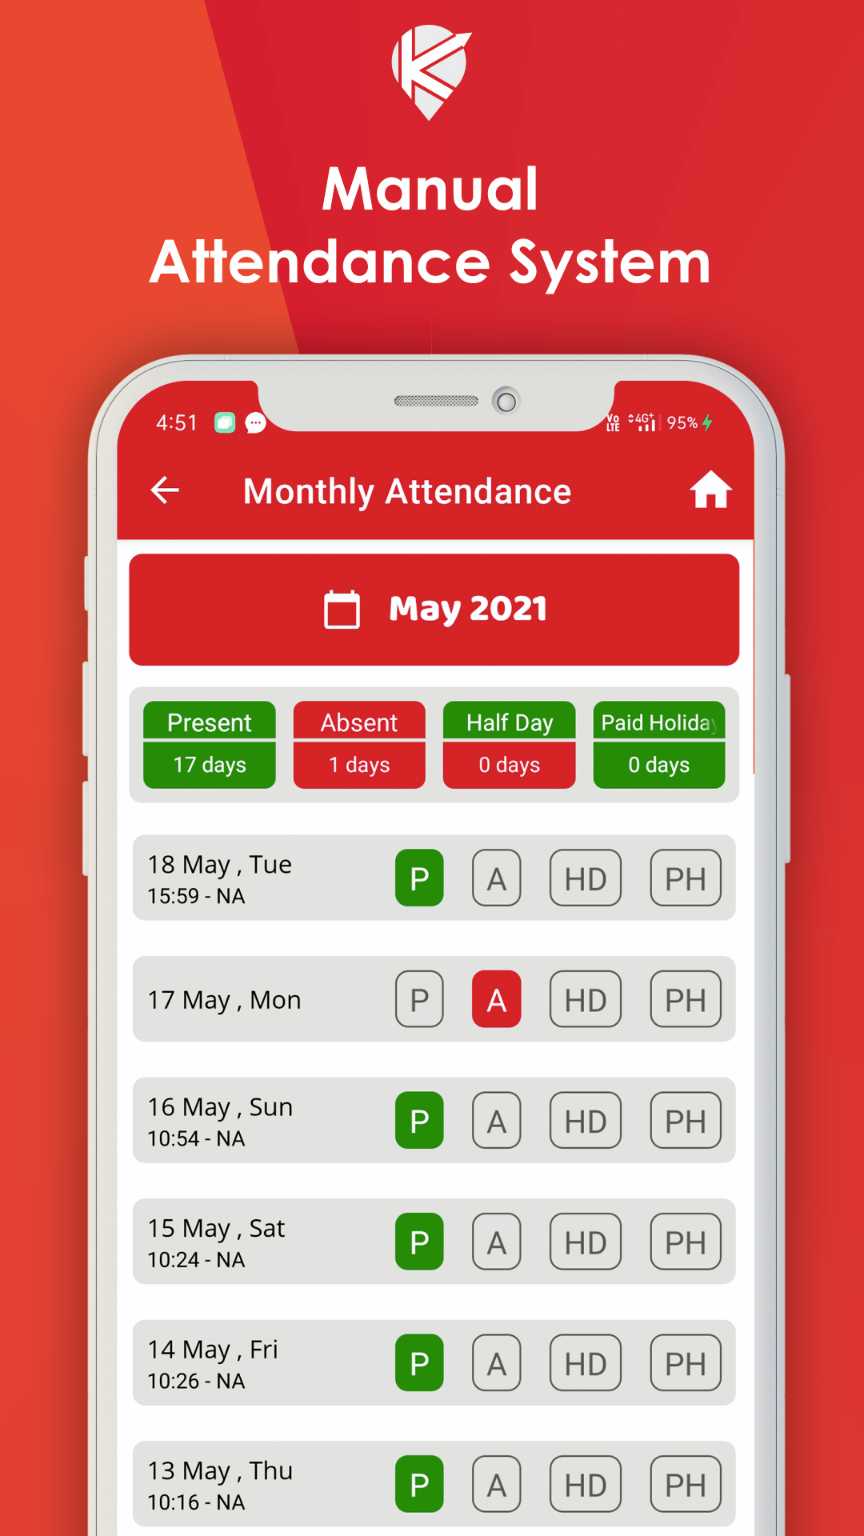 Manual
Attendance System
4:51
Vo LTE 4G+ 95%
Monthly Attendance
May 2021
Present Absent Half Day Paid Holiday
17 days 1 days 0 days 0 days
18 May , Tue P A HD PH
15:59 - NA
17 May , Mon P A HD PH
16 May , Sun P A HD PH
10:54 - NA
15 May , Sat P A HD PH
10:24 - NA
14 May , Fri P A HD PH
10:26 - NA
13 May , Thu P A HD PH
10:16 - NA